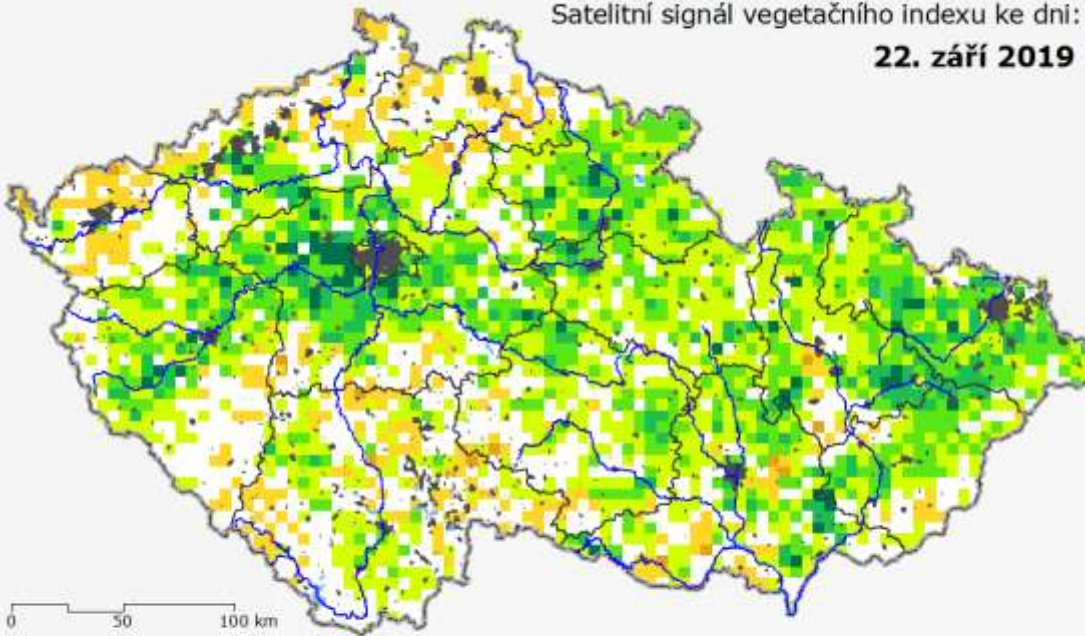 Satelitní signál vegetačního indexu ke dni:
22. září 2019
0 50 100 km